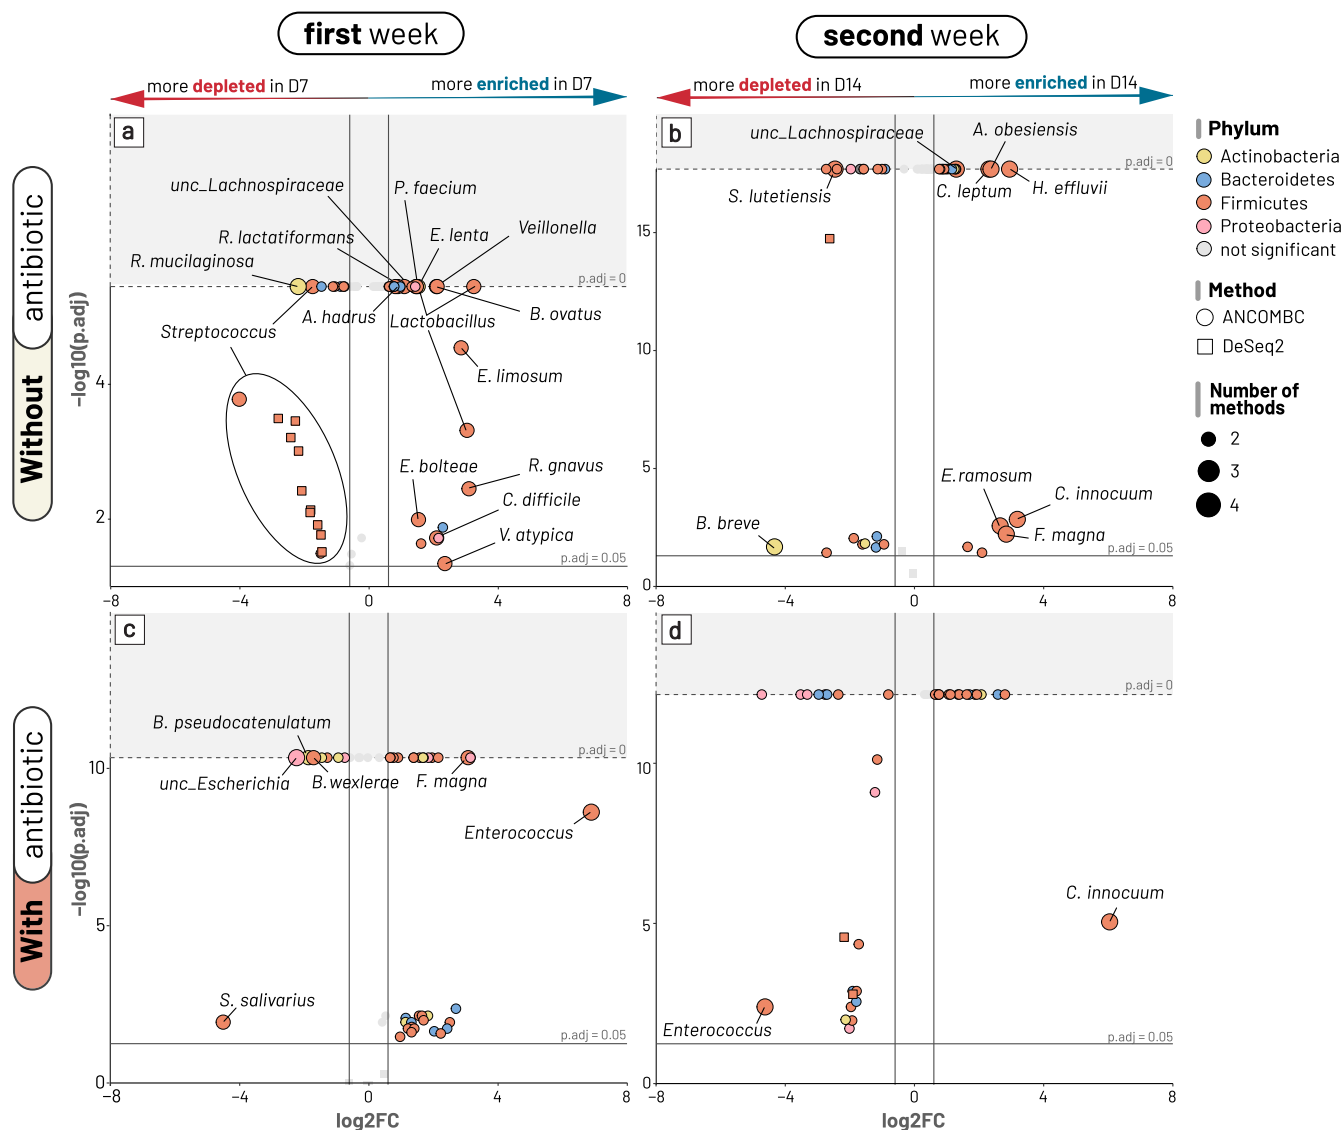 first week
second week
more depleted in D7
more enriched in D7
more depleted in D14
more enriched in D14
a
unc_Lachnospiraceae
P. faecium
R. lactatiformans
E. lenta
Veillonella
R. mucilaginosa
p.adj = 0
Streptococcus
A. hadrus
Lactobacillus
B. ovatus
E. limosum
E. bolteae
R. gnavus
C. difficile
V. atypica
p.adj = 0.05
−log10(p.adj)
4
2
−8
−4
0
4
8
b
unc_Lachnospiraceae
A. obesiensis
p.adj = 0
S. lutetiensis
C. leptum
H. effluvii
E. ramosum
C. innocuum
B. breve
F. magna
p.adj = 0.05
15
10
5
0
−8
−4
0
4
8
Phylum
Actinobacteria
Bacteroidetes
Firmicutes
Proteobacteria
not significant
Method
ANCOMBC
DeSeq2
Number of
methods
2
3
4
Without antibiotic
c
B. pseudocatenulatum
p.adj = 0
unc_Escherichia
B. wexlerae
F. magna
Enterococcus
S. salivarius
p.adj = 0.05
−log10(p.adj)
10
5
0
−8
−4
0
4
8
log2FC
d
p.adj = 0
C. innocuum
Enterococcus
p.adj = 0.05
10
5
0
−8
−4
0
4
8
log2FC
With antibiotic